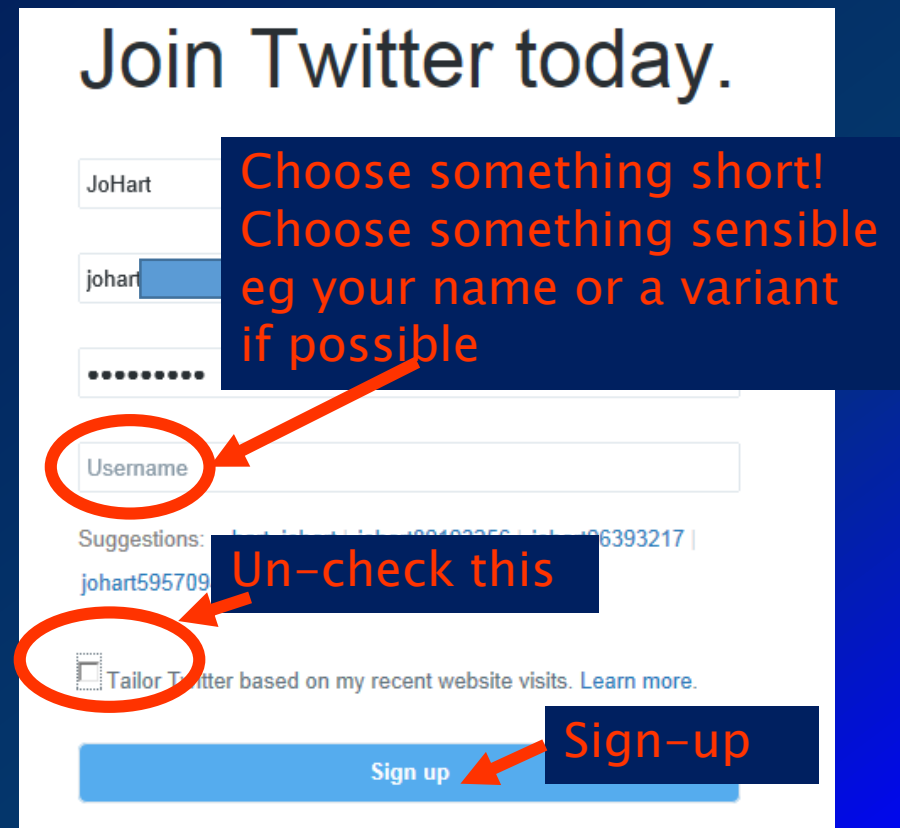 Join Twitter today.
JoHart
Choose something short!
Choose something sensible
eg your name or a variant
if possible
johart
•••••••••
Username
Suggestions: 6393217 |
johart595709
Un-check this
Tailor Twitter based on my recent website visits. Learn more.
Sign-up
Sign up